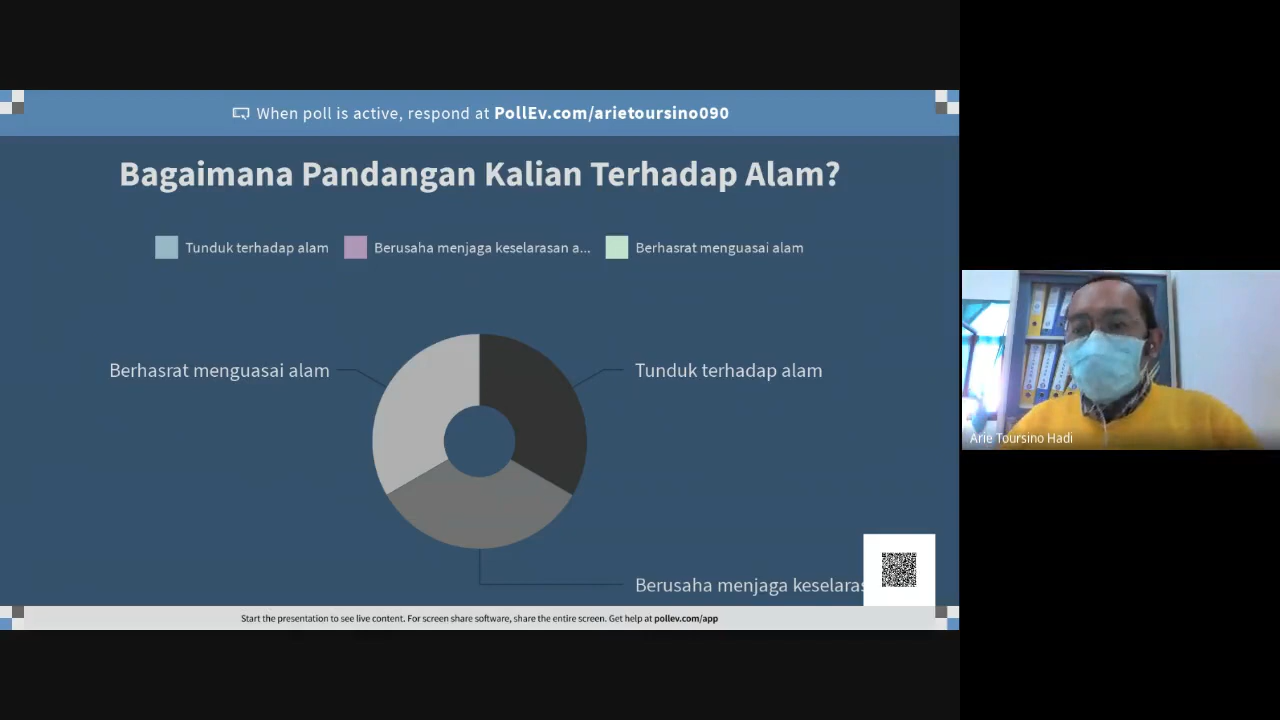 When poll is active, respond at PollEv.com/arietoursino090
Bagaimana Pandangan Kalian Terhadap Alam?
Tunduk terhadap alam
Berusaha menjaga keselarasan a...
Berhasrat menguasai alam
Berhasrat menguasai alam
Tunduk terhadap alam
Berusaha menjaga keselaras
Arie Toursino Hadi
Start the presentation to see live content. For screen share software, share the entire screen. Get help at pollev.com/app